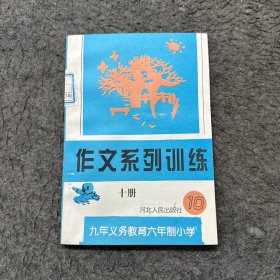 作文系列训练
十册
河北人民出版社
10
九年义务教育六年制小学